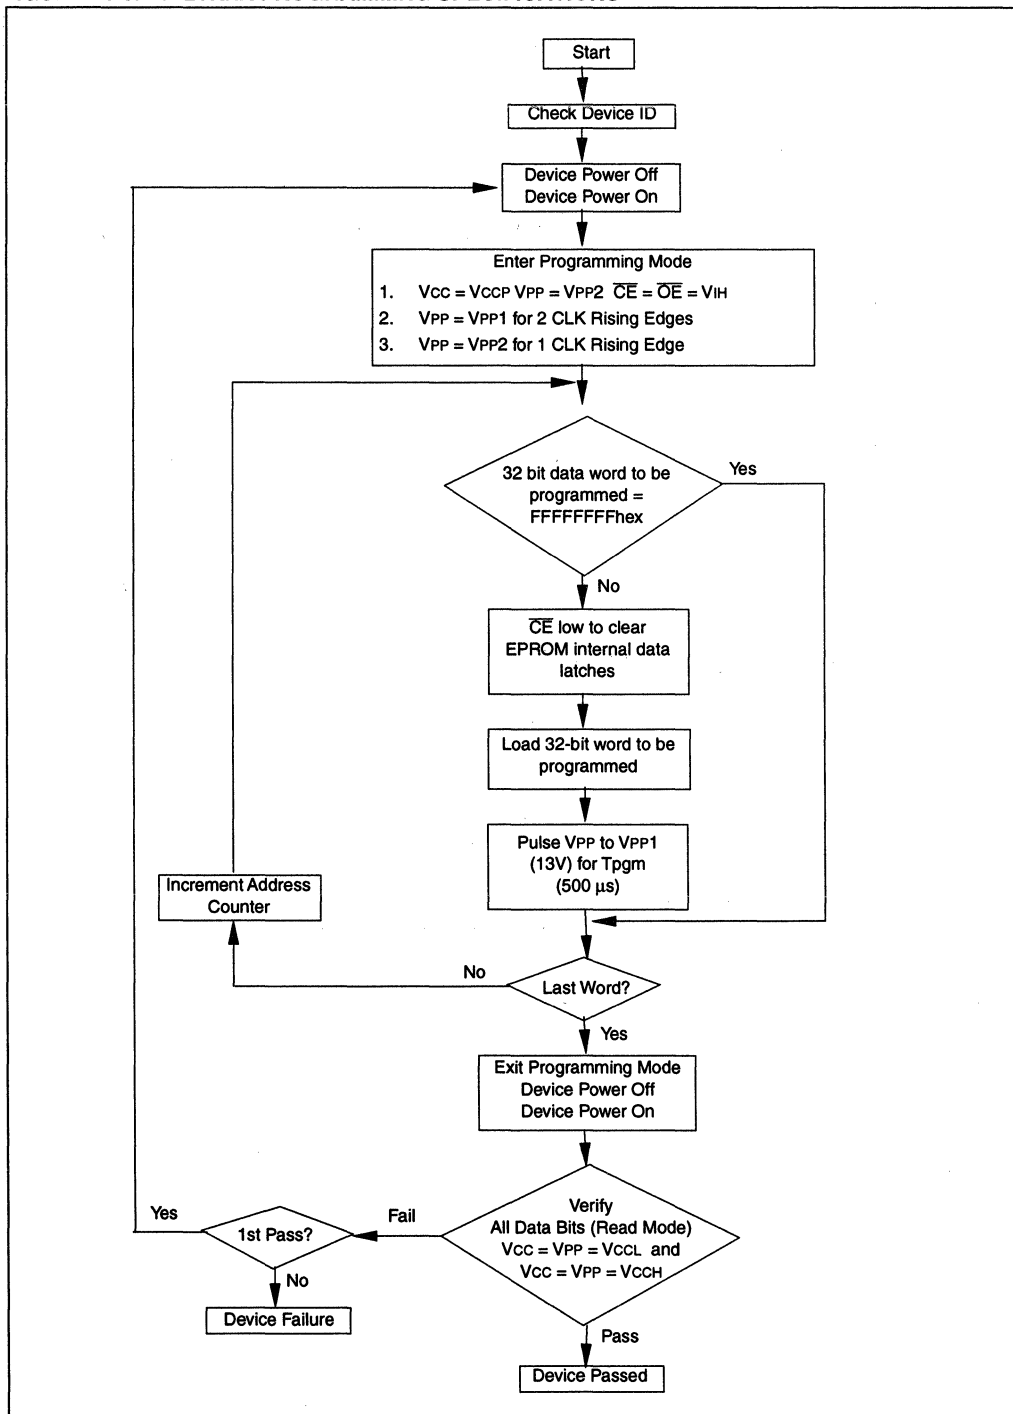 Start
Check Device ID
Device Power Off
Device Power On
Enter Programming Mode
1. VCC = VCCP VPP = VPP2 C̅E̅ = O̅E̅ = VIH
2. VPP = VPP1 for 2 CLK Rising Edges
3. VPP = VPP2 for 1 CLK Rising Edge
32 bit data word to be
programmed =
FFFFFFFFhex
Yes
No
C̅E̅ low to clear
EPROM internal data
latches
Load 32-bit word to be
programmed
Pulse VPP to VPP1
(13V) for Tpgm
(500 µs)
Increment Address
Counter
No
Last Word?
Yes
Exit Programming Mode
Device Power Off
Device Power On
Verify
All Data Bits (Read Mode)
VCC = VPP = VCCL and
VCC = VPP = VCCH
Fail
Yes
1st Pass?
No
Device Failure
Pass
Device Passed